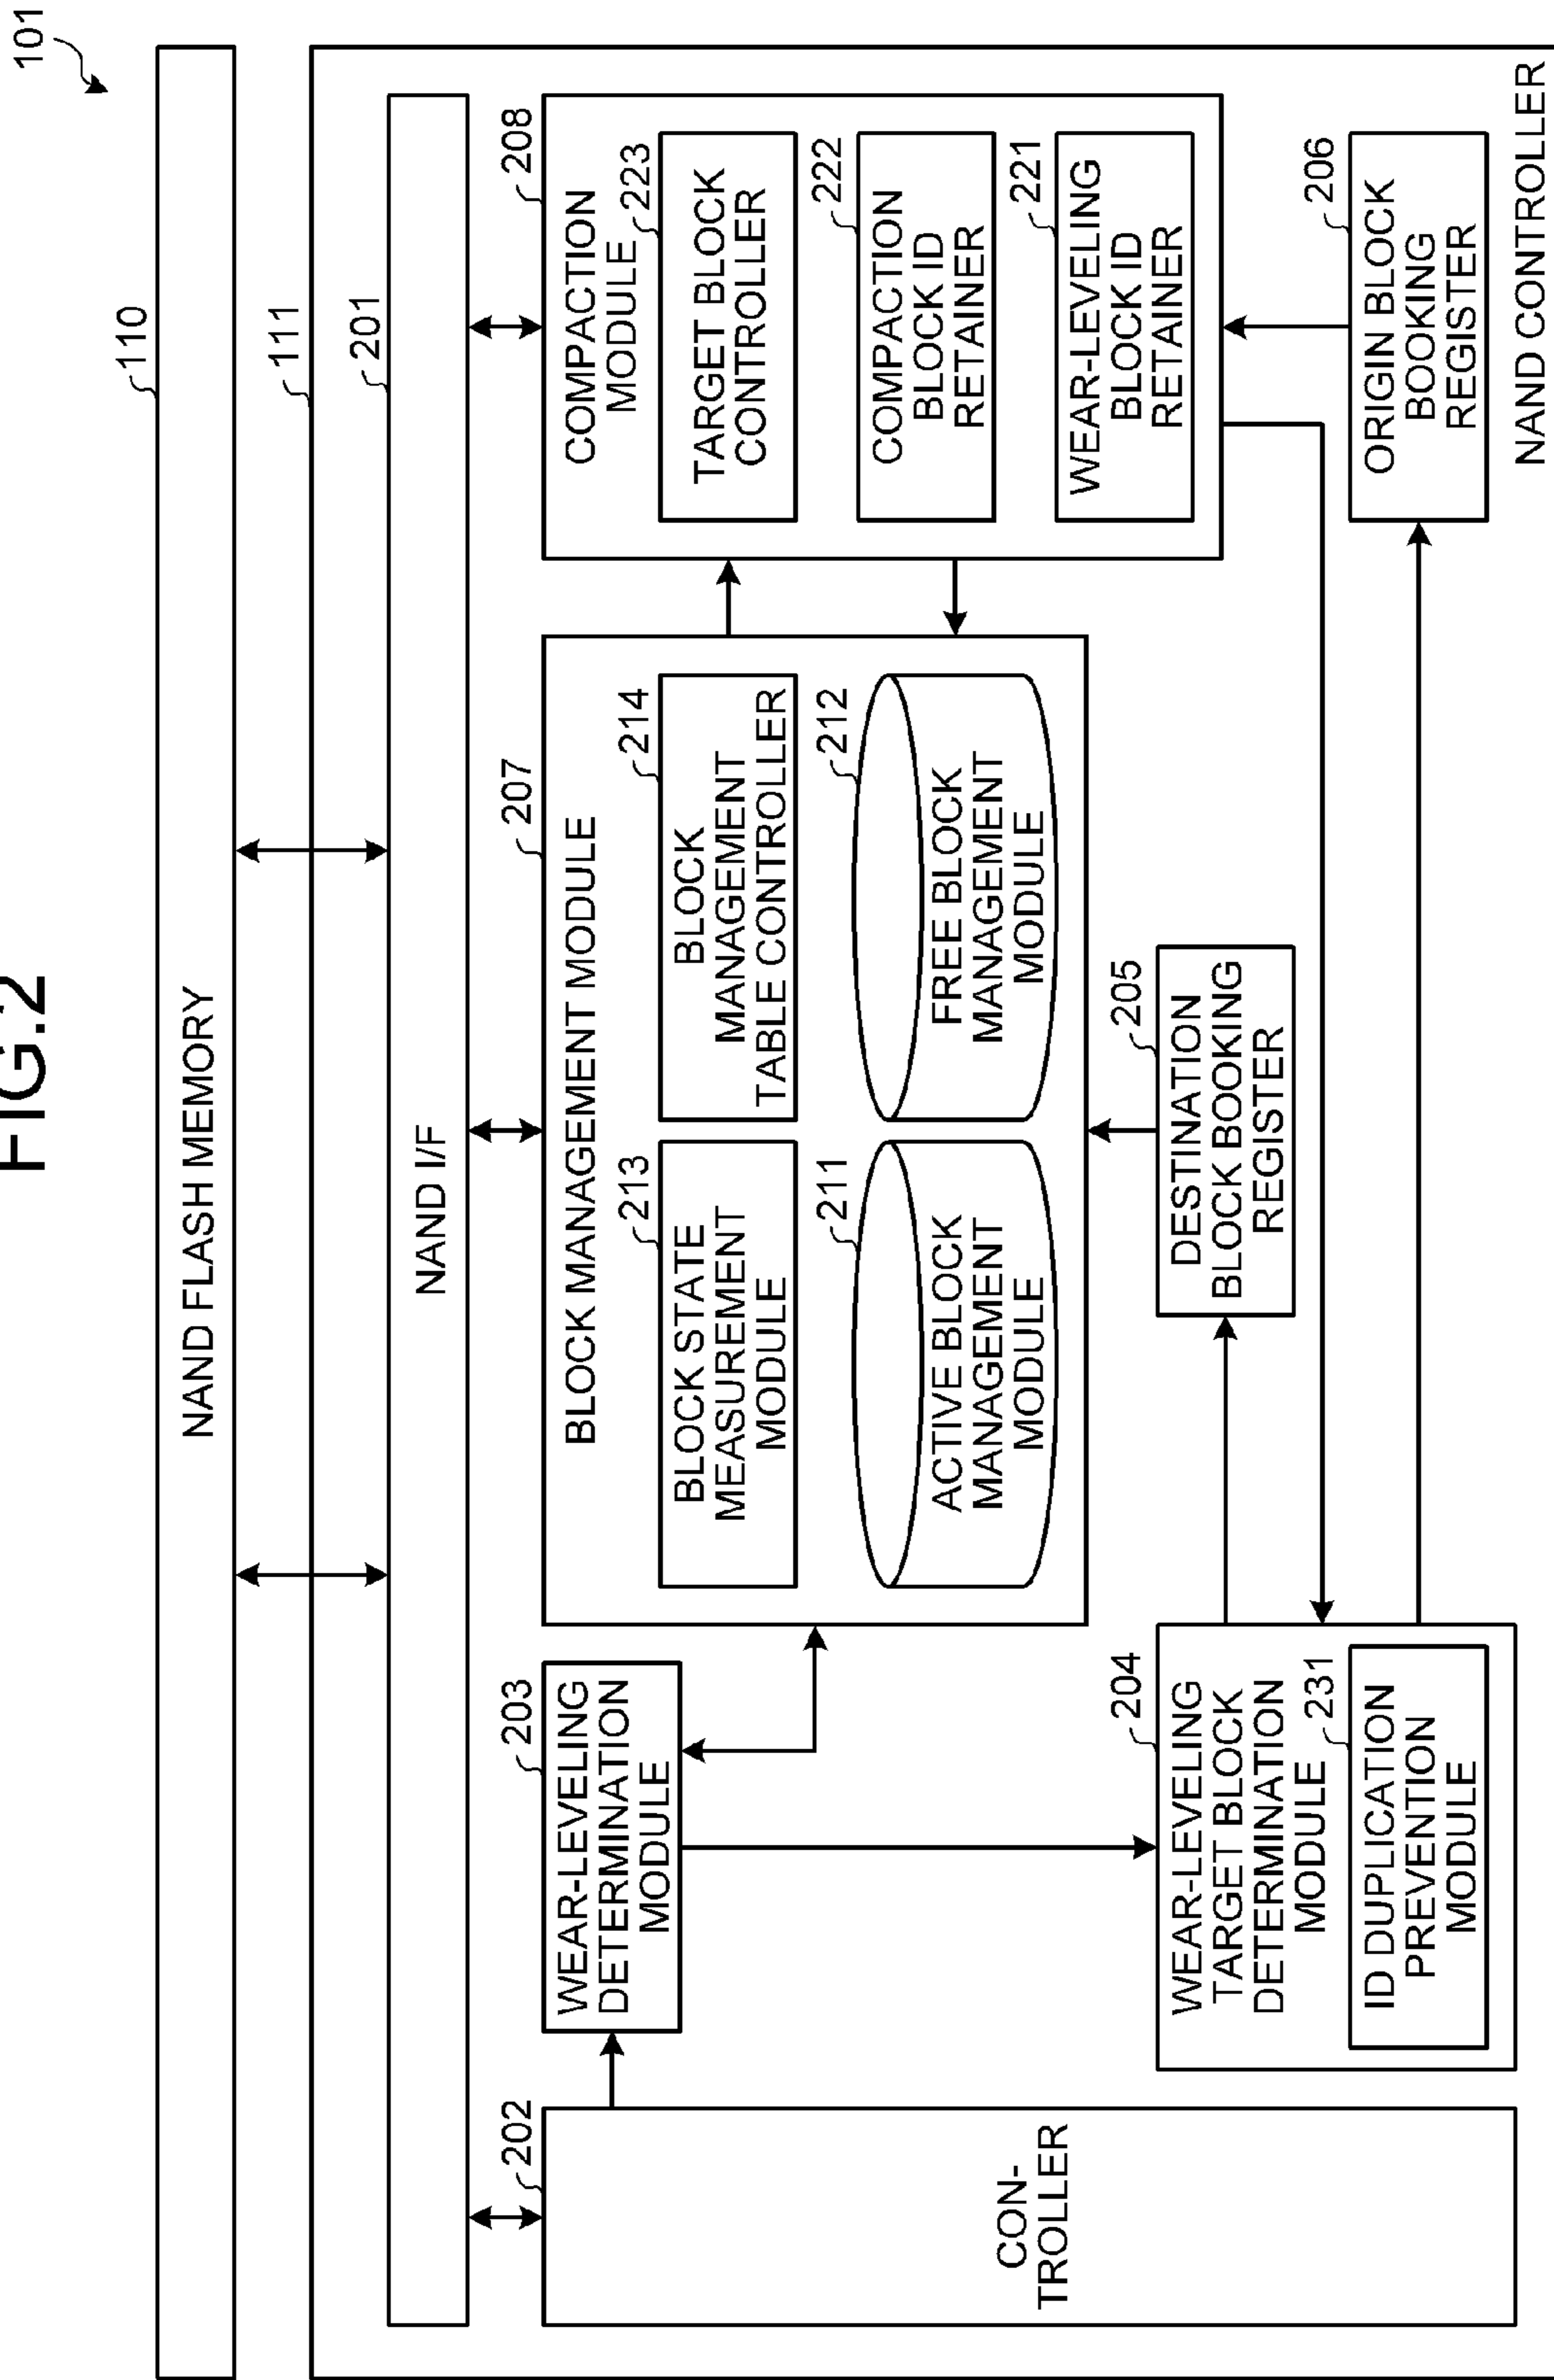 FIG.2
101
110
NAND FLASH MEMORY
111
201
NAND I/F
202
CON-
TROLLER
203
WEAR-LEVELING
DETERMINATION
MODULE
207
BLOCK MANAGEMENT MODULE
213
BLOCK STATE
MEASUREMENT
MODULE
214
BLOCK
MANAGEMENT
TABLE CONTROLLER
211
ACTIVE BLOCK
MANAGEMENT
MODULE
212
FREE BLOCK
MANAGEMENT
MODULE
208
COMPACTION
MODULE
223
TARGET BLOCK
CONTROLLER
222
COMPACTION
BLOCK ID
RETAINER
221
WEAR-LEVELING
BLOCK ID
RETAINER
204
WEAR-LEVELING
TARGET BLOCK
DETERMINATION
MODULE
231
ID DUPLICATION
PREVENTION
MODULE
205
DESTINATION
BLOCK BOOKING
REGISTER
206
ORIGIN BLOCK
BOOKING
REGISTER
NAND CONTROLLER